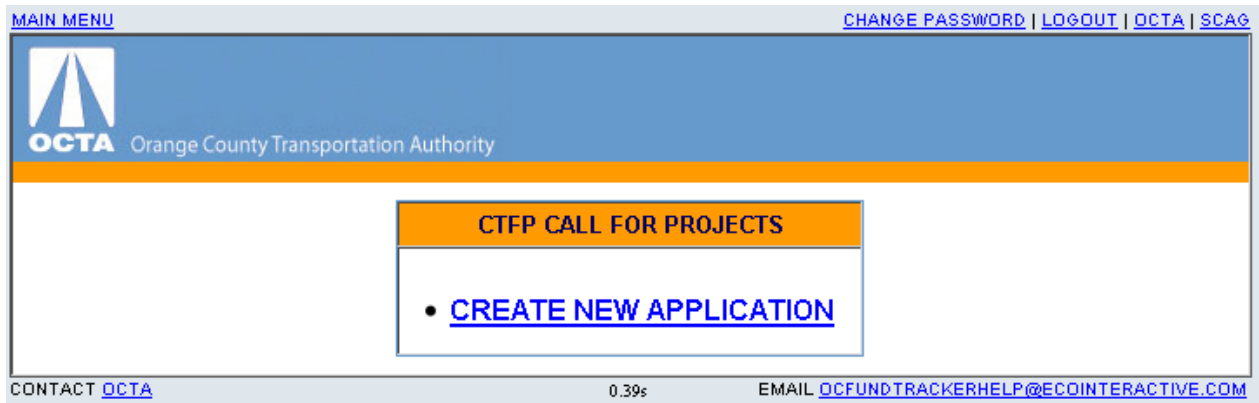 MAIN MENU CHANGE PASSWORD | LOGOUT | OCTA | SCAG
OCTA Orange County Transportation Authority
CTFP CALL FOR PROJECTS
• CREATE NEW APPLICATION
CONTACT OCTA 0.39s EMAIL OCFUNDTRACKERHELP@ECOINTERACTIVE.COM